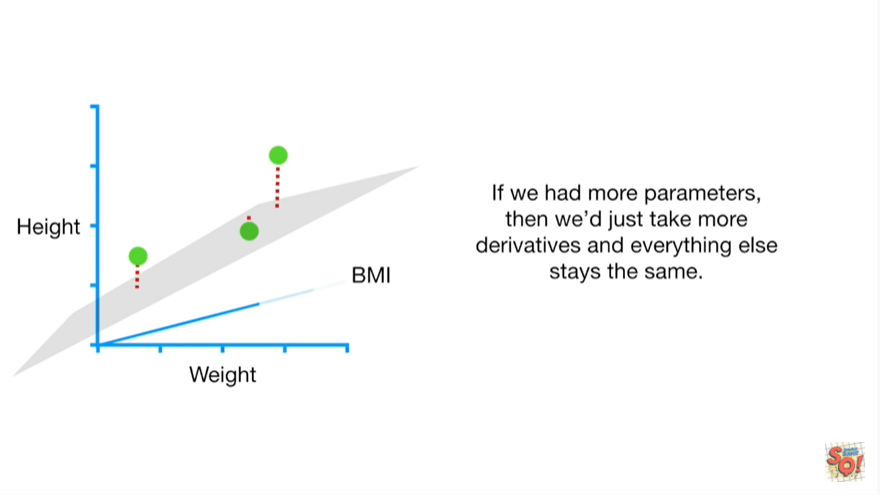 Height
Weight
BMI
If we had more parameters,
then we'd just take more
derivatives and everything else
stays the same.
SQ!